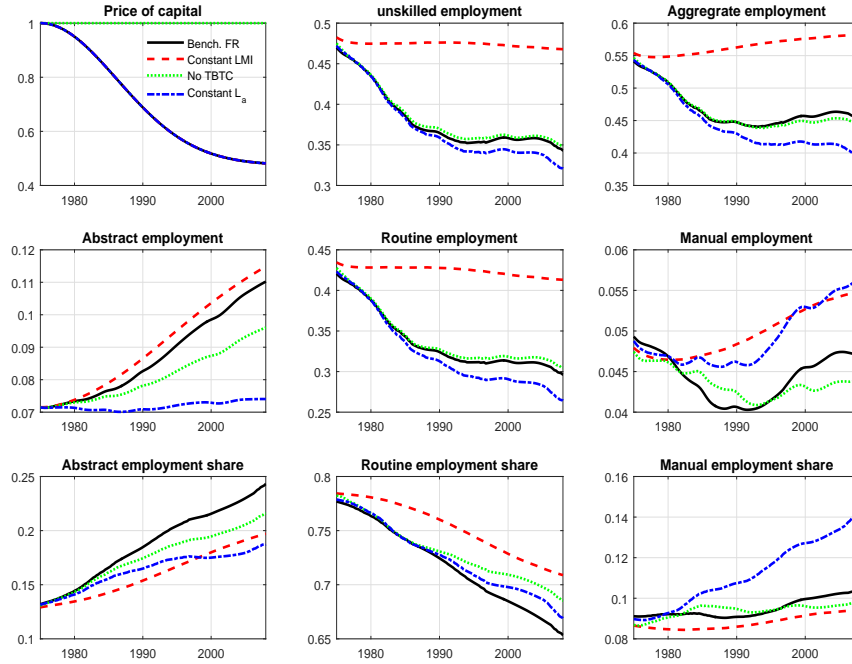 Price of capital
1
0.8
0.6
0.4
1980 1990 2000
Bench. FR
Constant LMI
No TBTC
Constant L_a
unskilled employment
0.5
0.45
0.4
0.35
0.3
1980 1990 2000
Aggregrate employment
0.6
0.55
0.5
0.45
0.4
0.35
1980 1990 2000
Abstract employment
0.12
0.11
0.1
0.09
0.08
0.07
1980 1990 2000
Routine employment
0.45
0.4
0.35
0.3
0.25
1980 1990 2000
Manual employment
0.06
0.055
0.05
0.045
0.04
1980 1990 2000
Abstract employment share
0.25
0.2
0.15
0.1
1980 1990 2000
Routine employment share
0.8
0.75
0.7
0.65
1980 1990 2000
Manual employment share
0.16
0.14
0.12
0.1
0.08
1980 1990 2000